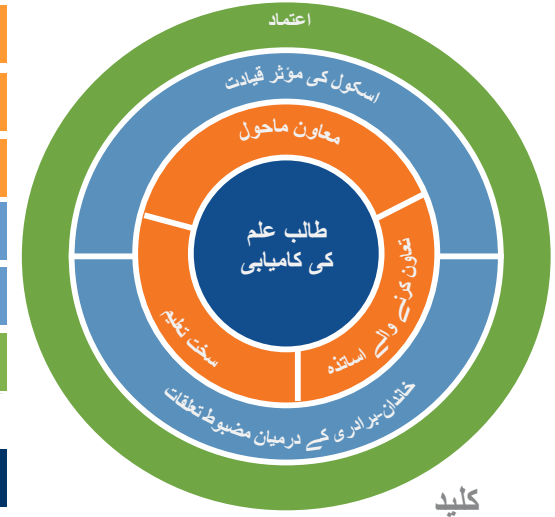 اعتماد
اسکول کی مؤثر قیادت
معاون ماحول
طالب علم
کی کامیابی
تعاون کرنے والے اساتذہ
سخت تعلیم
خاندان-برادری کے درمیان مضبوط تعلقات
کلید